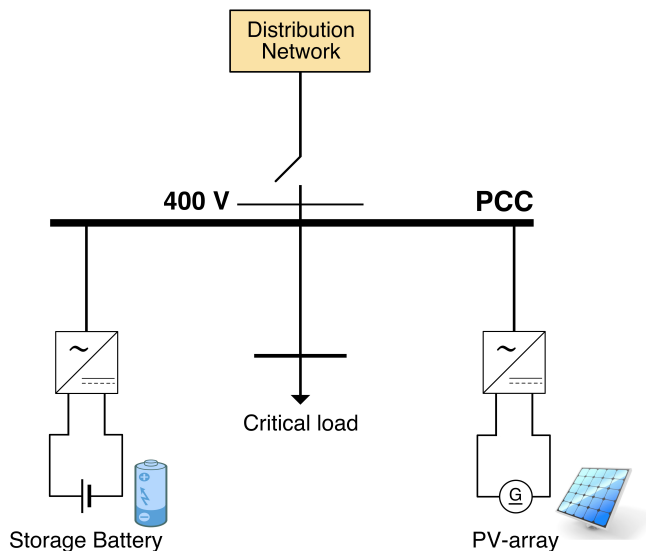 Distribution
Network
400 V
PCC
~
~
Critical load
G
Storage Battery
PV-array